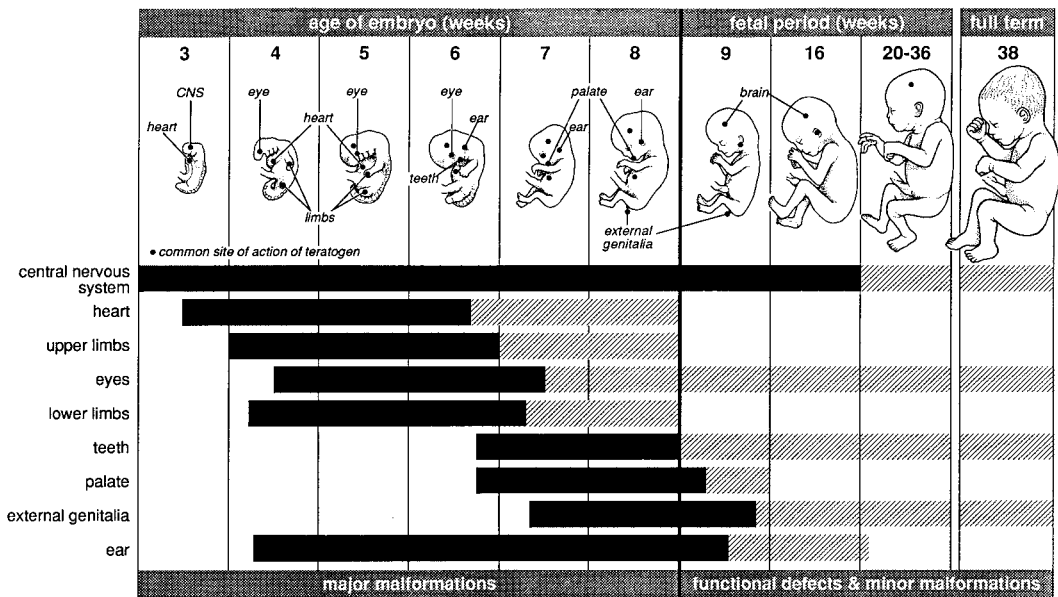 age of embryo (weeks) fetal period (weeks) full term
3 4 5 6 7 8 9 16 20-36 38
CNS
heart
eye
heart
limbs
eye
eye
ear
teeth
palate
ear
ear
brain
external
genitalia
• common site of action of teratogen
central nervous
system
heart
upper limbs
eyes
lower limbs
teeth
palate
external genitalia
ear
major malformations functional defects & minor malformations